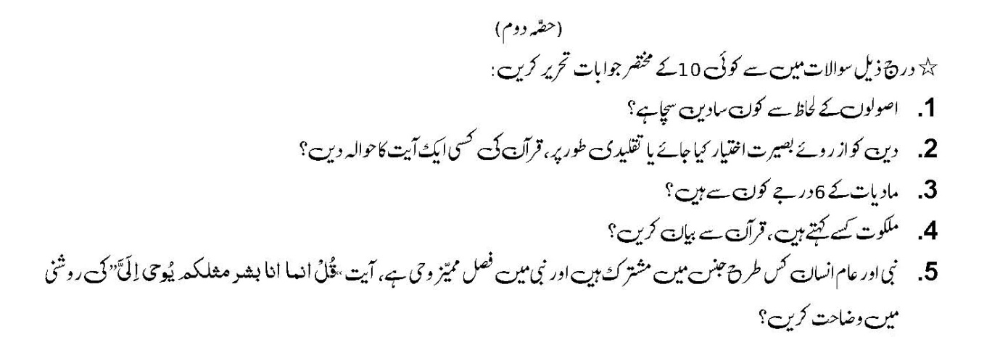 (حصّہ دوم)
☆ درج ذیل سوالات میں سے کوئی 10 کے مختصر جوابات تحریر کریں:
1. اصولوں کے لحاظ سے کون سا دین سچا ہے؟
2. دین کو از روئے بصیرت اختیار کیا جائے یا تقلیدی طور پر، قرآن کی کسی ایک آیت کا حوالہ دیں؟
3. مادیات کے 6 درجے کون سے ہیں؟
4. ملکوت کسے کہتے ہیں، قرآن سے بیان کریں؟
5. نبی اور عام انسان کس طرح جنس میں مشترک ہیں اور نبی میں فصل ممیّز وحی ہے، آیت “قُلْ انما انا بشر مثلکم یُوحی اِلَیَّ” کی روشنی
میں وضاحت کریں؟